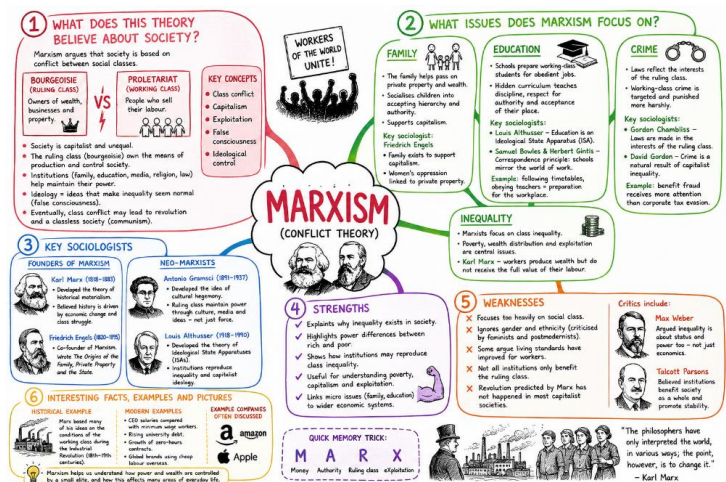 1 WHAT DOES THIS THEORY
BELIEVE ABOUT SOCIETY?
Marxism argues that society is based on
conflict between social classes.
BOURGEOISIE
(RULING CLASS)
Owners of wealth,
businesses and
property.
VS
PROLETARIAT
(WORKING CLASS)
People who sell
their labour.
KEY CONCEPTS
• Class conflict
• Capitalism
• Exploitation
• False
consciousness
• Ideological
control
• Society is capitalist and unequal.
• The ruling class (bourgeoisie) own the means of
production and control society.
• Institutions (family, education, media, religion, law)
help maintain their power.
• Ideology = ideas that make inequality seem normal
(false consciousness).
• Eventually, class conflict may lead to revolution
and a classless society (communism).
WORKERS
OF THE WORLD
UNITE!
2 WHAT ISSUES DOES MARXISM FOCUS ON?
FAMILY
• The family helps pass on
private property and wealth.
• Socialises children into
accepting hierarchy and
authority.
• Supports capitalism.
Key sociologist:
Friedrich Engels
• Family exists to support
capitalism.
• Women's oppression
linked to private property.
EDUCATION
• Schools prepare working-class
students for obedient jobs.
• Hidden curriculum teaches
discipline, respect for
authority and acceptance
of their place.
Key sociologists:
• Louis Althusser – Education is an
Ideological State Apparatus (ISA).
• Samuel Bowles & Herbert Gintis –
Correspondence principle: schools
mirror the world of work.
Example: following timetables,
obeying teachers = preparation
for the workplace.
CRIME
• Laws reflect the interests
of the ruling class.
• Working-class crime is
targeted and punished
more harshly.
Key sociologists:
• Gordon Chambliss –
Laws are made in the
interests of the ruling class.
• David Gordon – Crime is a
natural result of capitalist
inequality.
Example: benefit fraud
receives more attention
than corporate tax evasion.
INEQUALITY
• Marxists focus on class inequality.
• Poverty, wealth distribution and exploitation
are central issues.
• Karl Marx – workers produce wealth but do
not receive the full value of their labour.
MARXISM
(CONFLICT THEORY)
3 KEY SOCIOLOGISTS
FOUNDERS OF MARXISM
Karl Marx (1818-1883)
• Developed the theory of
historical materialism.
• Believed history is driven
by economic change and
class struggle.
Friedrich Engels (1820-1895)
• Co-founder of Marxism.
Wrote The Origins of the
Family, Private Property
and the State.
NEO-MARXISTS
Antonio Gramsci (1891-1937)
• Developed the idea of
cultural hegemony.
• Ruling class maintain power
through culture, media and
ideas – not just force.
Louis Althusser (1918-1990)
• Developed the theory of
Ideological State Apparatuses
(ISAs).
• Institutions reproduce
inequality and capitalist
ideology.
4 STRENGTHS
✓ Explains why inequality exists in society.
✓ Highlights power differences between
rich and poor.
✓ Shows how institutions may reproduce
class inequality.
✓ Useful for understanding poverty,
capitalism and exploitation.
✓ Links micro issues (family, education)
to wider economic systems.
5 WEAKNESSES
✗ Focuses too heavily on social class.
✗ Ignores gender and ethnicity (criticised
by feminists and postmodernists).
✗ Some argue living standards have
improved for workers.
✗ Not all institutions only benefit
the ruling class.
✗ Revolution predicted by Marx has
not happened in most capitalist
societies.
Critics include:
Max Weber
Argued inequality is
about status and
power too – not just
economics.
Talcott Parsons
Believed institutions
benefit society
as a whole and
promote stability.
6 INTERESTING FACTS, EXAMPLES AND PICTURES
HISTORICAL EXAMPLE
Marx based many
of his ideas on the
conditions of the
working class during
the Industrial
Revolution (18th-19th
centuries).
MODERN EXAMPLES
• CEO salaries compared
with minimum wage workers.
• Rising university debt.
• Growth of zero-hours
contracts.
• Global brands using cheap
labour overseas.
EXAMPLE COMPANIES
OFTEN DISCUSSED
a amazon
Apple
• Marxism helps us understand how power and wealth are controlled
by a small elite, and how this affects many areas of everyday life.
QUICK MEMORY TRICK:
M A R X
Money Authority Ruling class eXploitation
"The philosophers have
only interpreted the world,
in various ways; the point,
however, is to change it."
– Karl Marx